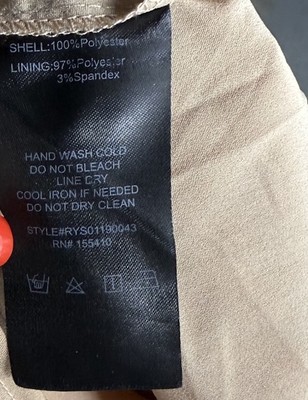 SHELL:100%Polyester
LINING:97%Polyester
3%Spandex
HAND WASH COLD
DO NOT BLEACH
LINE DRY
COOL IRON IF NEEDED
DO NOT DRY CLEAN
STYLE#RYS01190043
RN# 155410